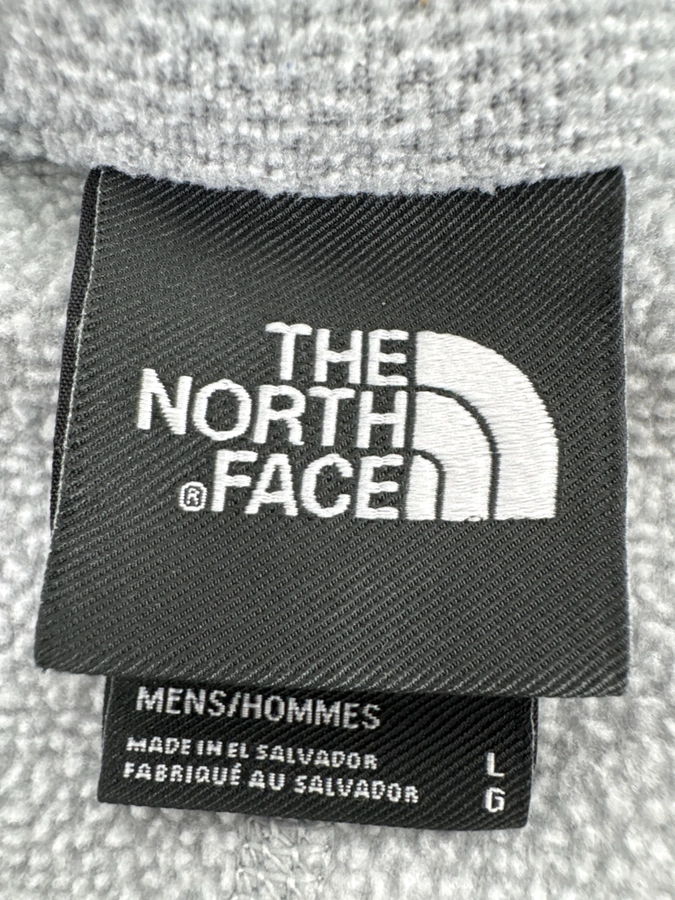 THE
NORTH
FACE
®
MENS/HOMMES
MADE IN EL SALVADOR
FABRIQUÉ AU SALVADOR
L
G